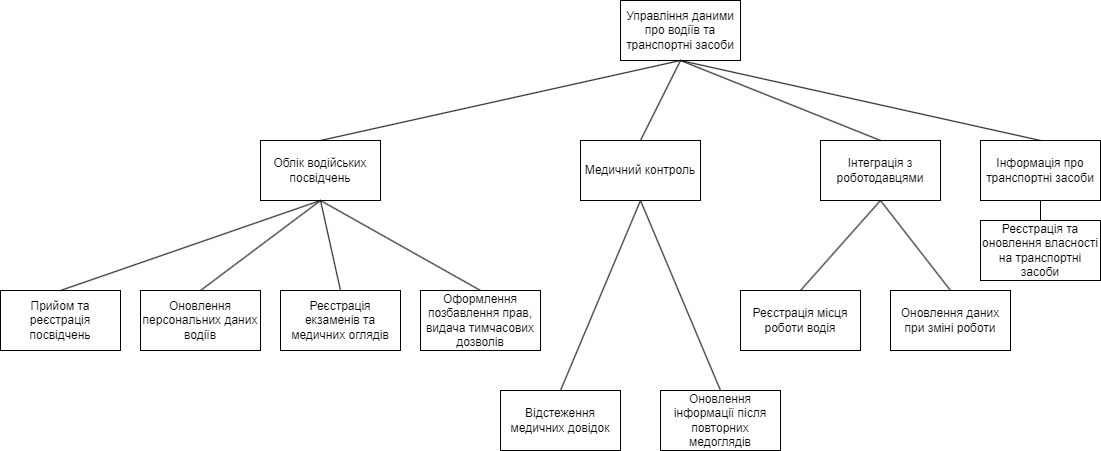 Управління даними
про водіїв та
транспортні засоби
Облік водійських
посвідчень
Медичний контроль
Інтеграція з
роботодавцями
Інформація про
транспортні засоби
Реєстрація та
оновлення власності
на транспортні
засоби
Прийом та
реєстрація
посвідчень
Оновлення
персональних даних
водіїв
Реєстрація
екзаменів та
медичних оглядів
Оформлення
позбавлення прав,
видача тимчасових
дозволів
Реєстрація місця
роботи водія
Оновлення даних
при зміні роботи
Відстеження
медичних довідок
Оновлення
інформації після
повторних
медоглядів